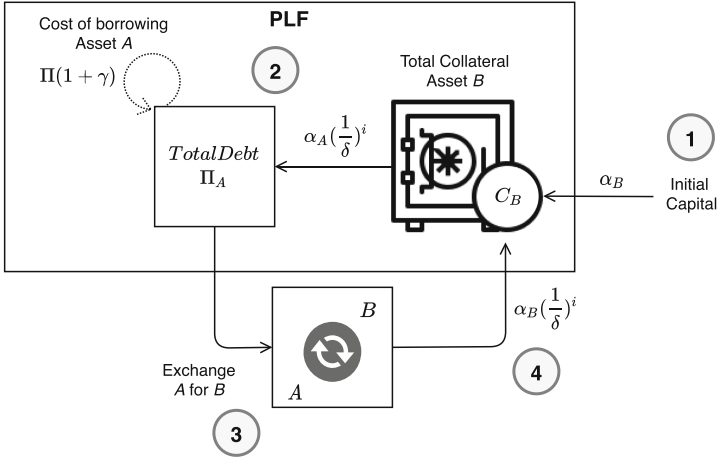 PLF
Cost of borrowing
Asset A
Π(1 + γ)
2
Total Collateral
Asset B
1
α_A(1/δ)^i
TotalDebt
Π_A
C_B
α_B
Initial
Capital
B
α_B(1/δ)^i
Exchange
A for B
A
4
3